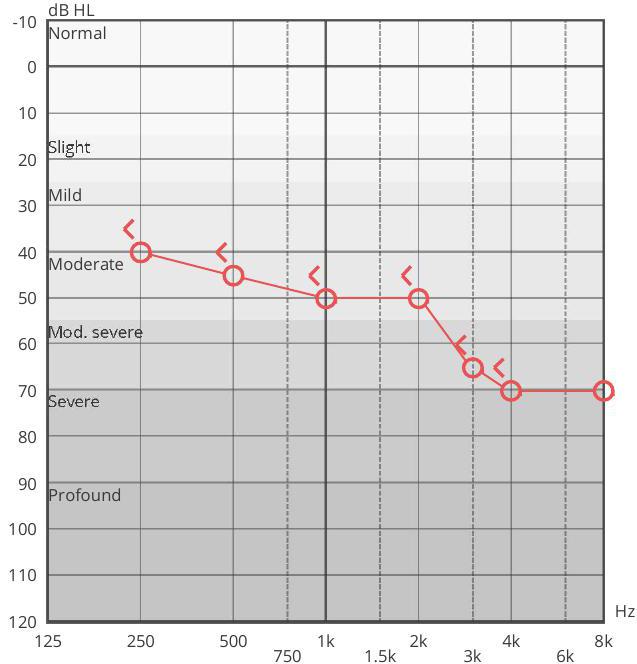 dB HL
-10
Normal
0
10
Slight
20
Mild
30
40
Moderate
50
Mod. severe
60
70
Severe
80
90
Profound
100
110
120
Hz
125 250 500 1k 2k 4k 8k
750 1.5k 3k 6k